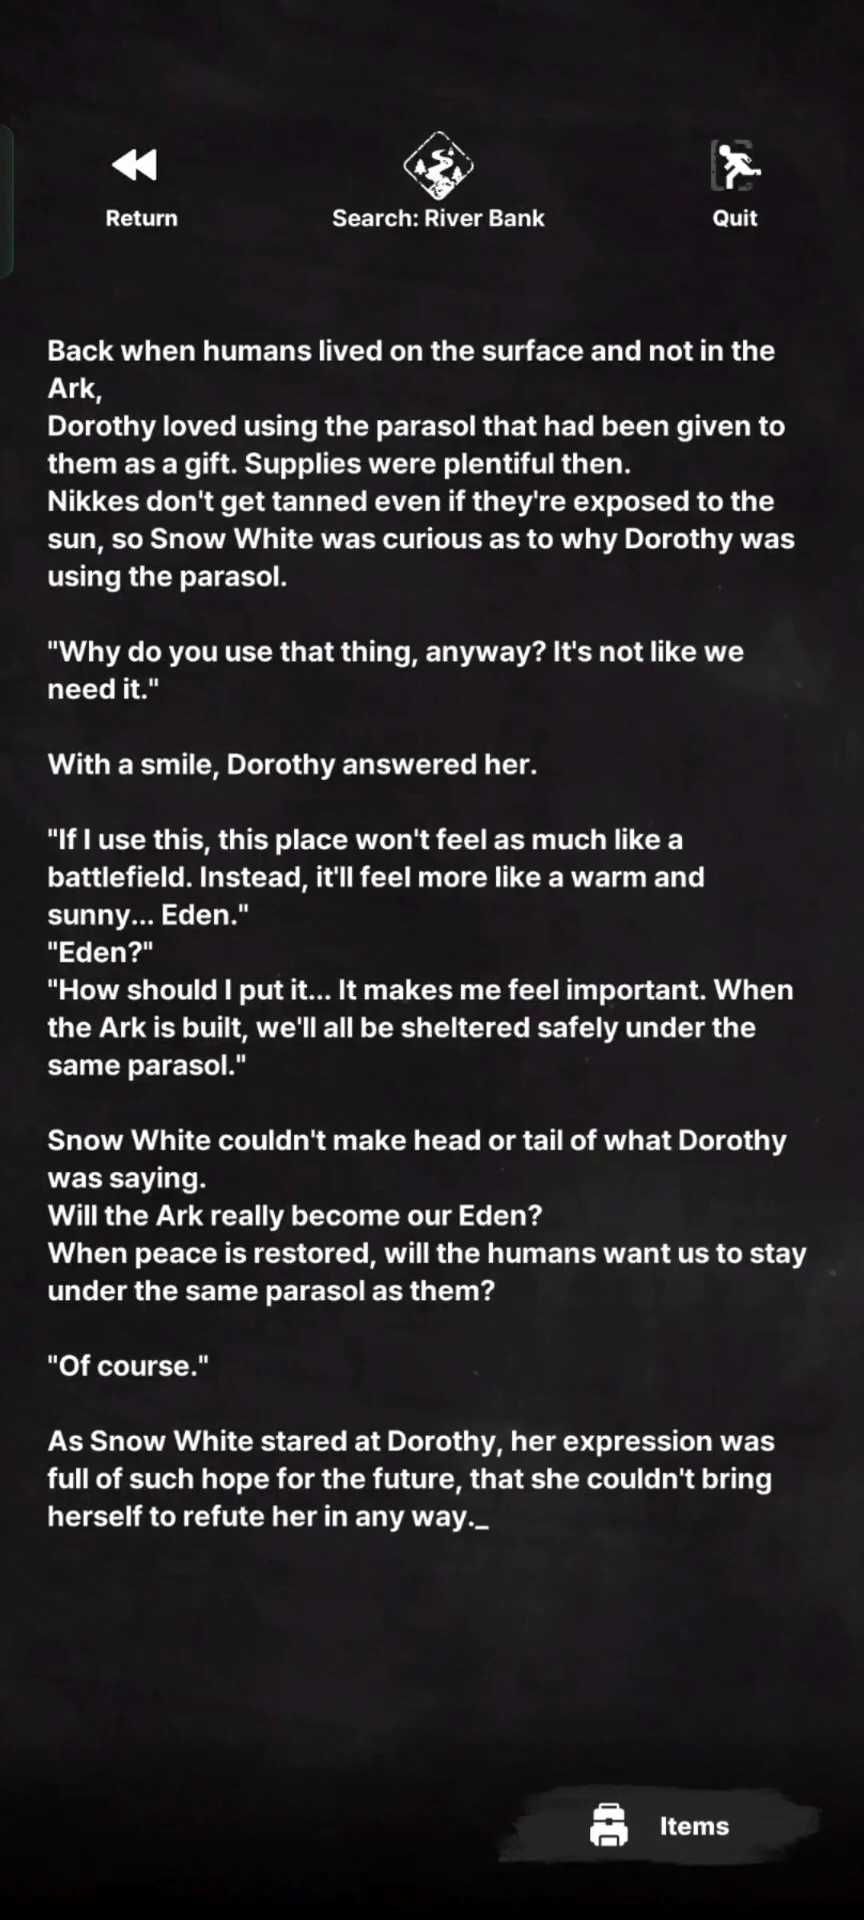 Return
Search: River Bank
Quit
Back when humans lived on the surface and not in the
Ark,
Dorothy loved using the parasol that had been given to
them as a gift. Supplies were plentiful then.
Nikkes don't get tanned even if they're exposed to the
sun, so Snow White was curious as to why Dorothy was
using the parasol.
"Why do you use that thing, anyway? It's not like we
need it."
With a smile, Dorothy answered her.
"If I use this, this place won't feel as much like a
battlefield. Instead, it'll feel more like a warm and
sunny... Eden."
"Eden?"
"How should I put it... It makes me feel important. When
the Ark is built, we'll all be sheltered safely under the
same parasol."
Snow White couldn't make head or tail of what Dorothy
was saying.
Will the Ark really become our Eden?
When peace is restored, will the humans want us to stay
under the same parasol as them?
"Of course."
As Snow White stared at Dorothy, her expression was
full of such hope for the future, that she couldn't bring
herself to refute her in any way._
Items